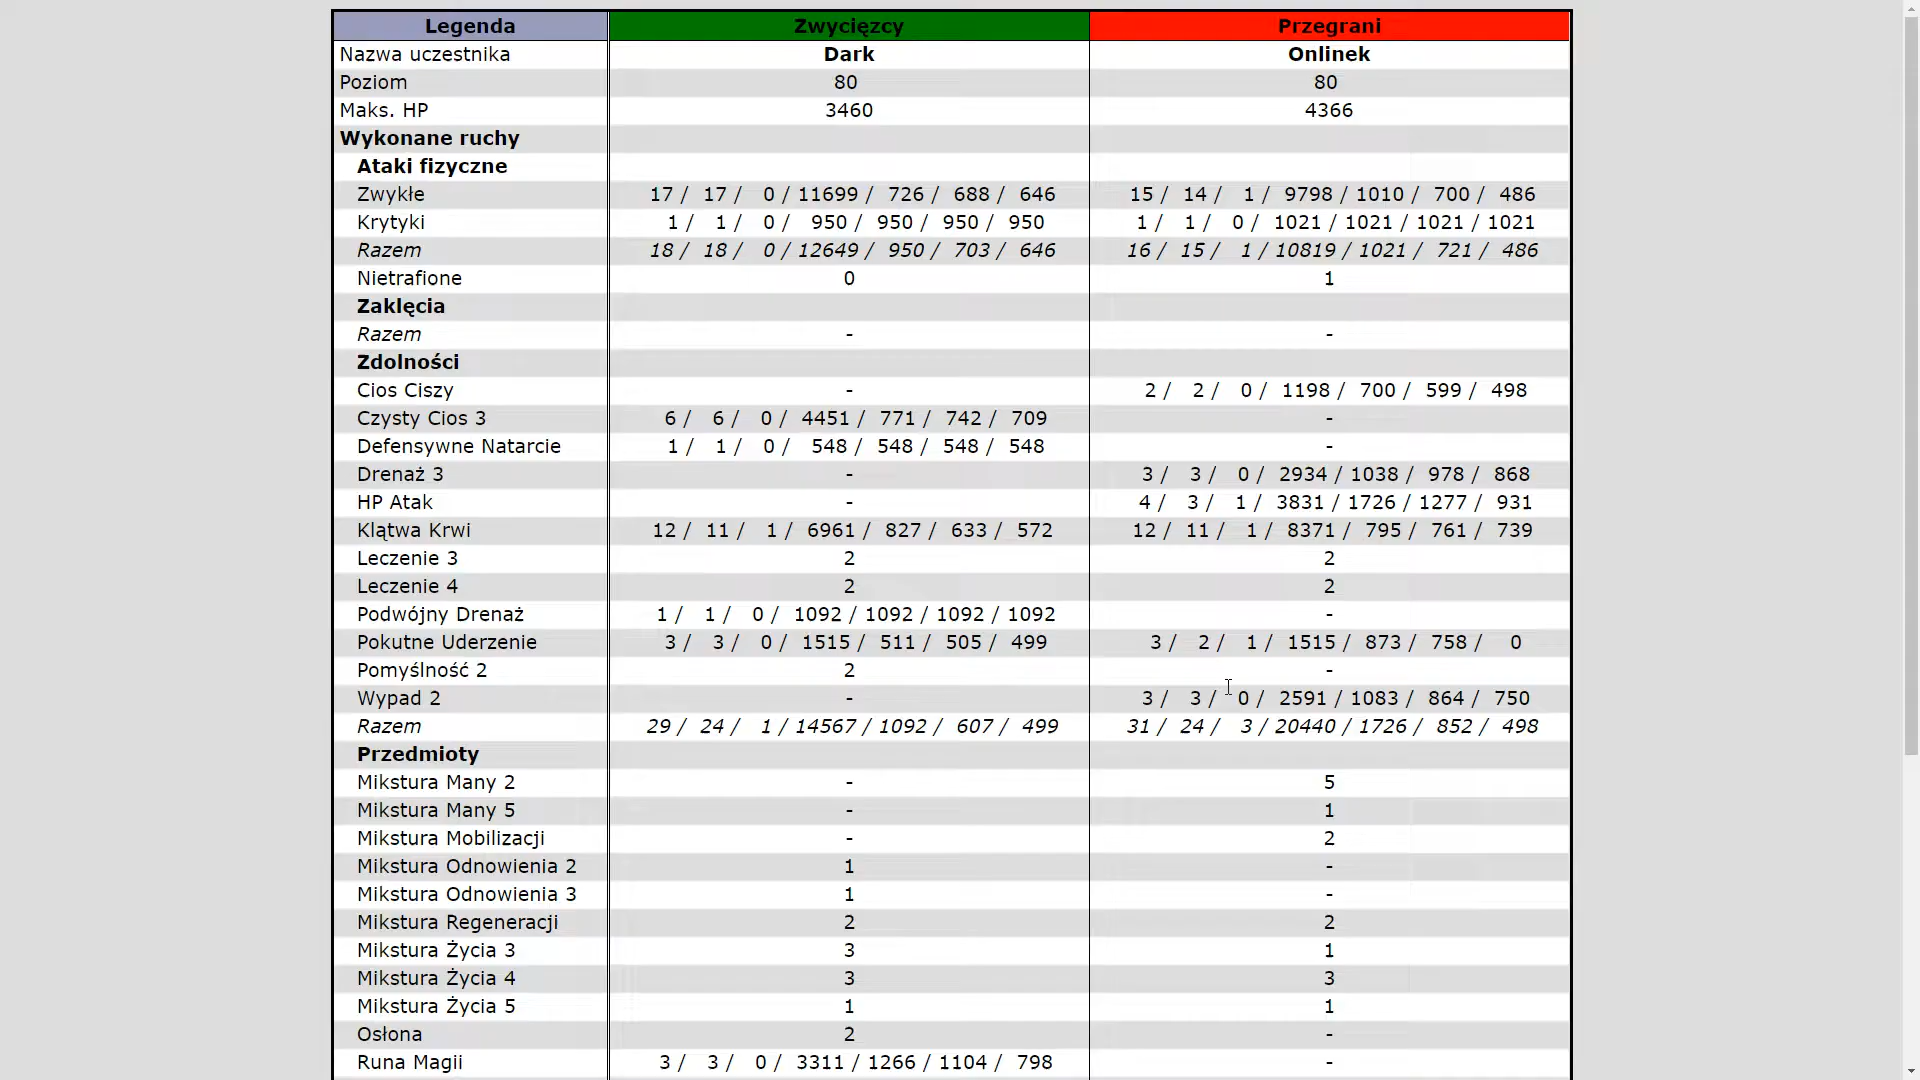 Legenda Zwycięzcy Przegrani
Nazwa uczestnika Dark Onlinek
Poziom 80 80
Maks. HP 3460 4366
Wykonane ruchy
Ataki fizyczne
Zwykłe 17 / 17 / 0 / 11699 / 726 / 688 / 646 15 / 14 / 1 / 9798 / 1010 / 700 / 486
Krytyki 1 / 1 / 0 / 950 / 950 / 950 / 950 1 / 1 / 0 / 1021 / 1021 / 1021 / 1021
Razem 18 / 18 / 0 / 12649 / 950 / 703 / 646 16 / 15 / 1 / 10819 / 1021 / 721 / 486
Nietrafione 0 1
Zaklęcia
Razem - -
Zdolności
Cios Ciszy - 2 / 2 / 0 / 1198 / 700 / 599 / 498
Czysty Cios 3 6 / 6 / 0 / 4451 / 771 / 742 / 709 -
Defensywne Natarcie 1 / 1 / 0 / 548 / 548 / 548 / 548 -
Drenaż 3 - 3 / 3 / 0 / 2934 / 1038 / 978 / 868
HP Atak - 4 / 3 / 1 / 3831 / 1726 / 1277 / 931
Klątwa Krwi 12 / 11 / 1 / 6961 / 827 / 633 / 572 12 / 11 / 1 / 8371 / 795 / 761 / 739
Leczenie 3 2 2
Leczenie 4 2 2
Podwójny Drenaż 1 / 1 / 0 / 1092 / 1092 / 1092 / 1092 -
Pokutne Uderzenie 3 / 3 / 0 / 1515 / 511 / 505 / 499 3 / 2 / 1 / 1515 / 873 / 758 / 0
Pomyślność 2 2 -
Wypad 2 - 3 / 3 / 0 / 2591 / 1083 / 864 / 750
Razem 29 / 24 / 1 / 14567 / 1092 / 607 / 499 31 / 24 / 3 / 20440 / 1726 / 852 / 498
Przedmioty
Mikstura Many 2 - 5
Mikstura Many 5 - 1
Mikstura Mobilizacji - 2
Mikstura Odnowienia 2 1 -
Mikstura Odnowienia 3 1 -
Mikstura Regeneracji 2 2
Mikstura Życia 3 3 1
Mikstura Życia 4 3 3
Mikstura Życia 5 1 1
Osłona 2 -
Runa Magii 3 / 3 / 0 / 3311 / 1266 / 1104 / 798 -